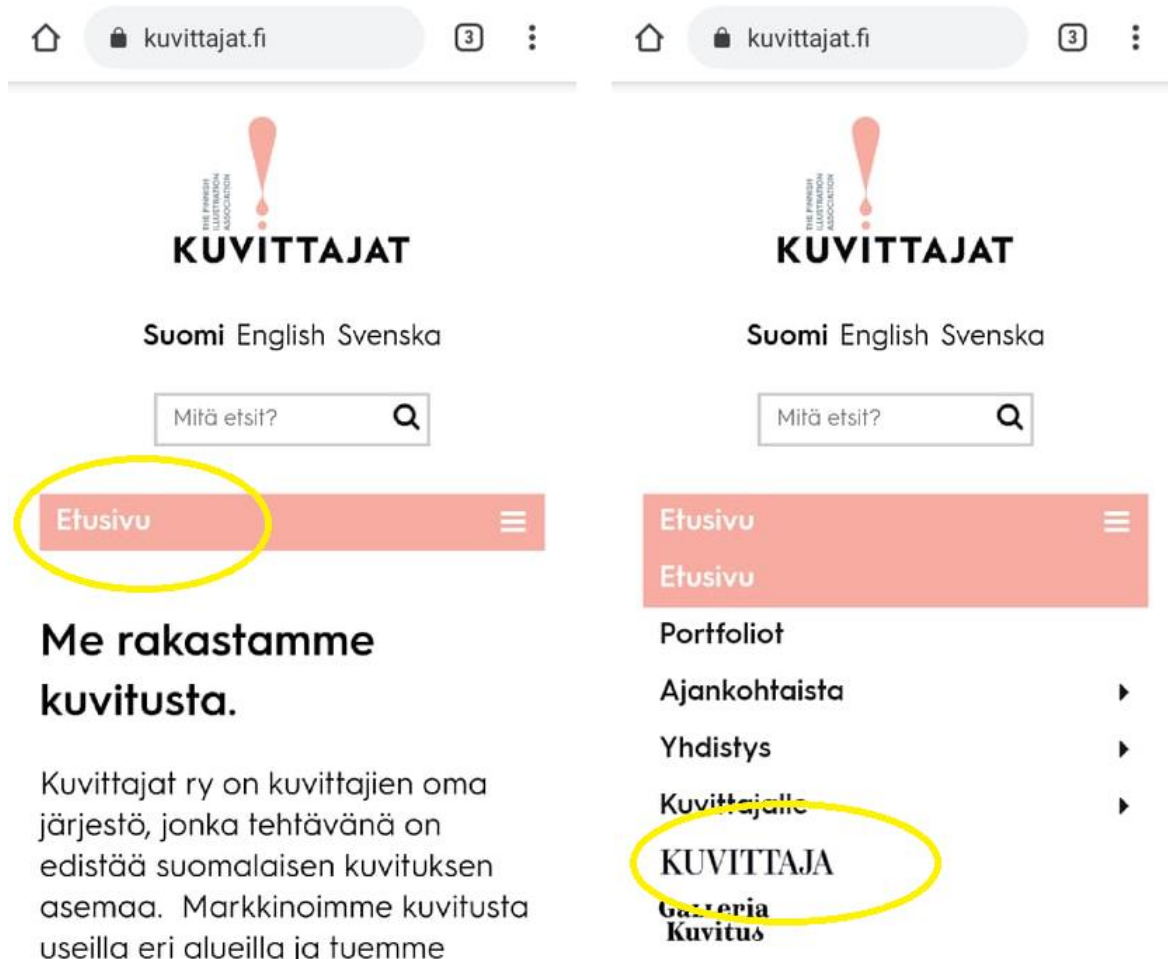 kuvittajat.fi
3
THE FINNISH
ILLUSTRATION
ASSOCIATION
KUVITTAJAT
Suomi English Svenska
Mitä etsit?
Etusivu
Me rakastamme
kuvitusta.
Kuvittajat ry on kuvittajien oma
järjestö, jonka tehtävänä on
edistää suomalaisen kuvituksen
asemaa. Markkinoimme kuvitusta
useilla eri alueilla ja tuemme
kuvittajat.fi
3
THE FINNISH
ILLUSTRATION
ASSOCIATION
KUVITTAJAT
Suomi English Svenska
Mitä etsit?
Etusivu
Etusivu
Portfoliot
Ajankohtaista
Yhdistys
Kuvittajalle
KUVITTAJA
Galleria
Kuvitus